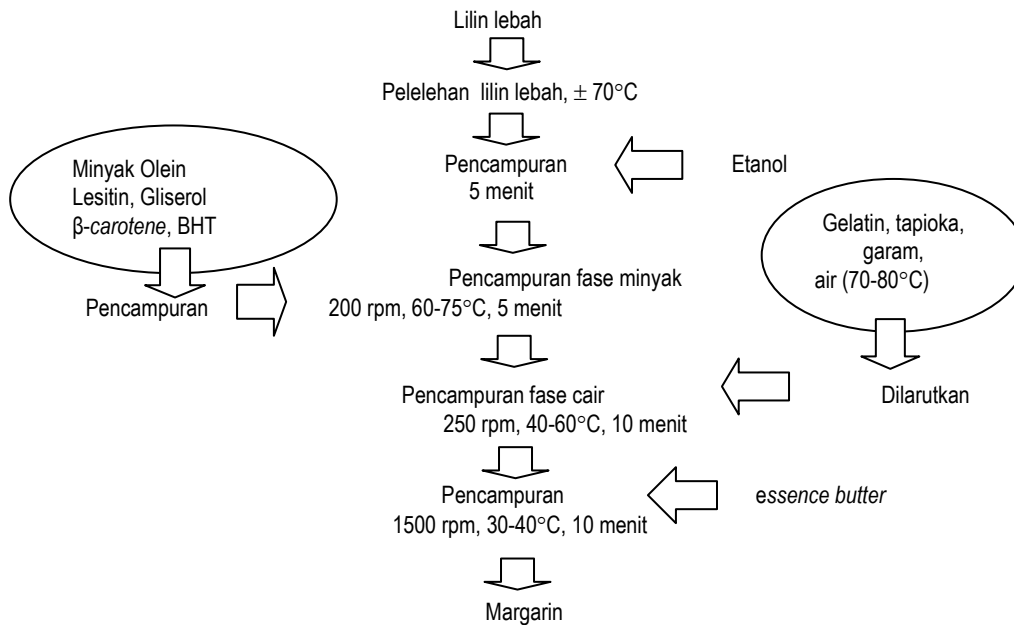 Lilin lebah
Pelelehan lilin lebah, ± 70°C
Minyak Olein
Lesitin, Gliserol
β-carotene, BHT
Pencampuran
Pencampuran
5 menit
Etanol
Gelatin, tapioka,
garam,
air (70-80°C)
Pencampuran fase minyak
200 rpm, 60-75°C, 5 menit
Dilarutkan
Pencampuran fase cair
250 rpm, 40-60°C, 10 menit
Pencampuran
1500 rpm, 30-40°C, 10 menit
essence butter
Margarin